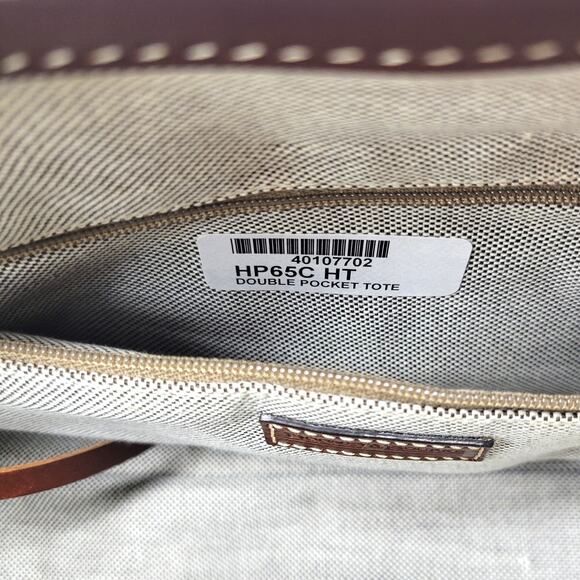 40107702
HP65C HT
DOUBLE POCKET TOTE